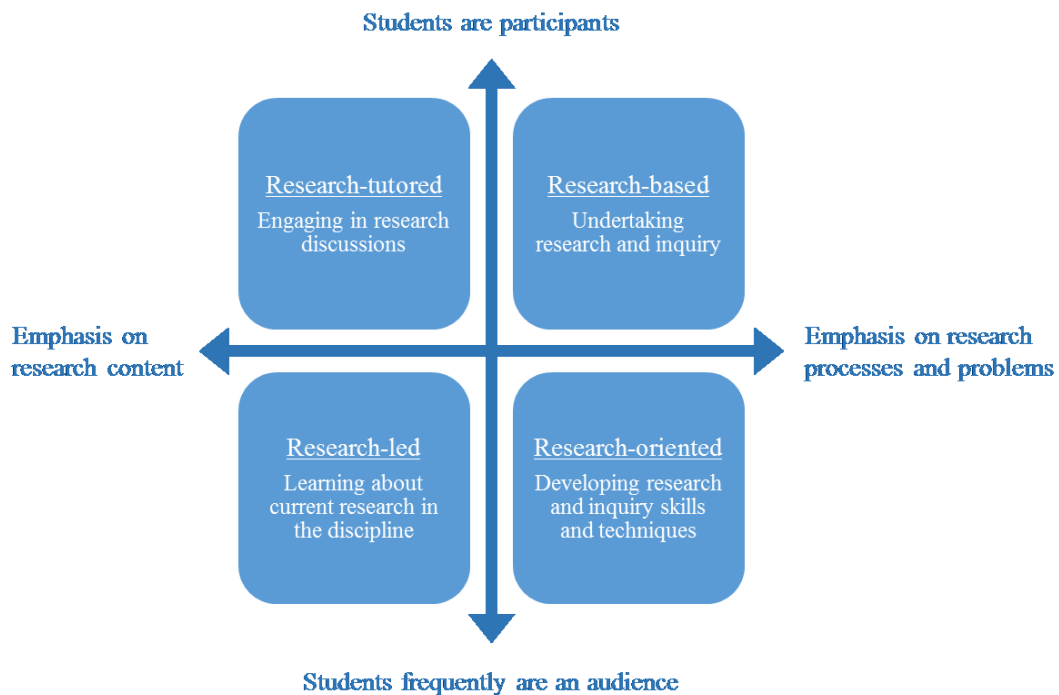 Students are participants
Research-tutored
Engaging in research
discussions
Research-based
Undertaking
research and inquiry
Emphasis on
research content
Emphasis on research
processes and problems
Research-led
Learning about
current research in
the discipline
Research-oriented
Developing research
and inquiry skills
and techniques
Students frequently are an audience